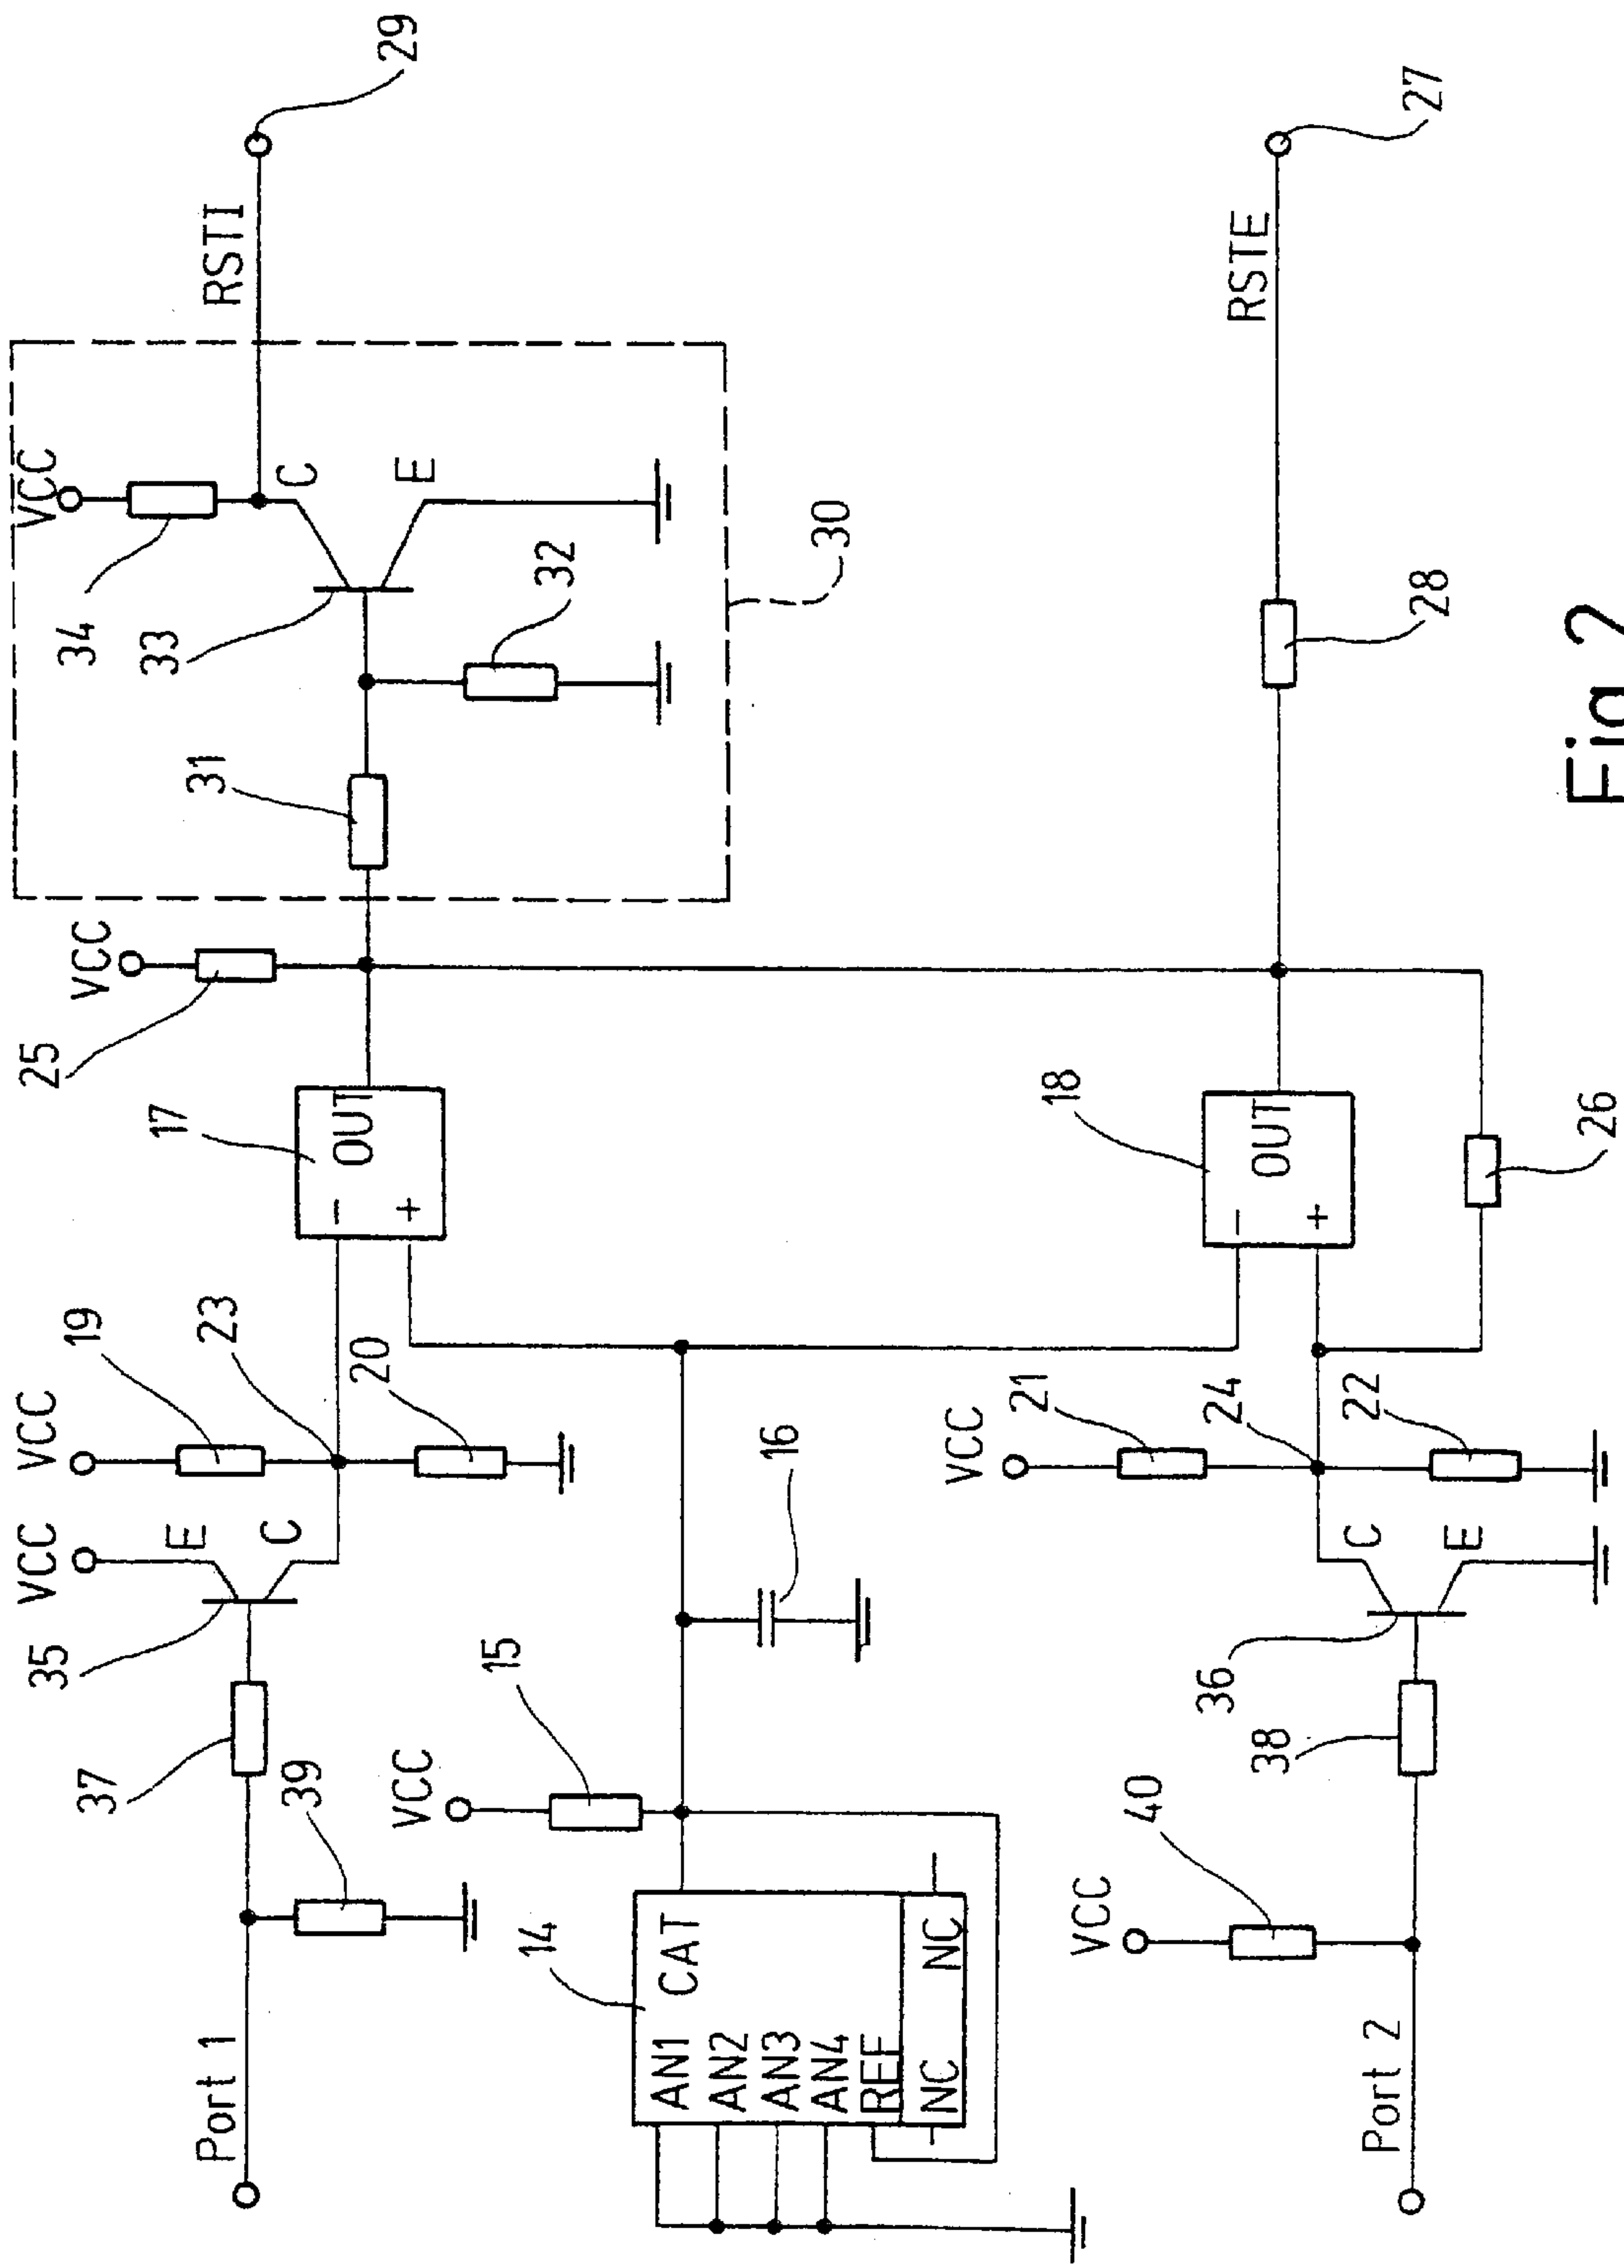 VCC
VCC
RSTI
29
34
C
E
33
32
31
30
25
17
OUT
−
+
VCC
VCC
E
C
19
23
20
35
37
39
Port 1
VCC
15
16
14
AN1
CAT
AN2
AN3
AN4
REF
NC
NC
VCC
21
24
22
18
−
OUT
+
26
28
RSTE
27
C
E
36
38
40
VCC
Port 2
Fig.2